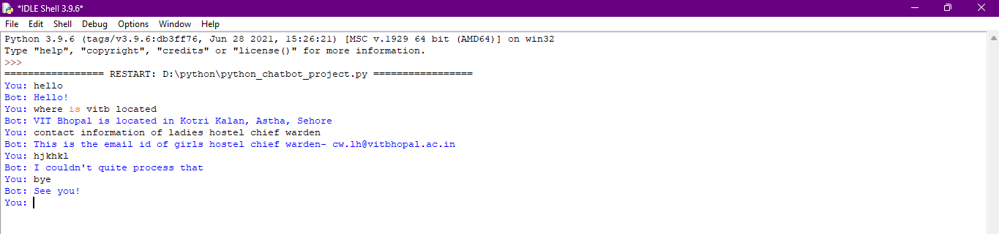 *IDLE Shell 3.9.6*
File Edit Shell Debug Options Window Help
Python 3.9.6 (tags/v3.9.6:db3ff76, Jun 28 2021, 15:26:21) [MSC v.1929 64 bit (AMD64)] on win32
Type "help", "copyright", "credits" or "license()" for more information.
>>>
================= RESTART: D:\python\python_chatbot_project.py =================
You: hello
Bot: Hello!
You: where is vitb located
Bot: VIT Bhopal is located in Kotri Kalan, Astha, Sehore
You: contact information of ladies hostel chief warden
Bot: This is the email id of girls hostel chief warden- cw.lh@vitbhopal.ac.in
You: hjkhkl
Bot: I couldn't quite process that
You: bye
Bot: See you!
You: